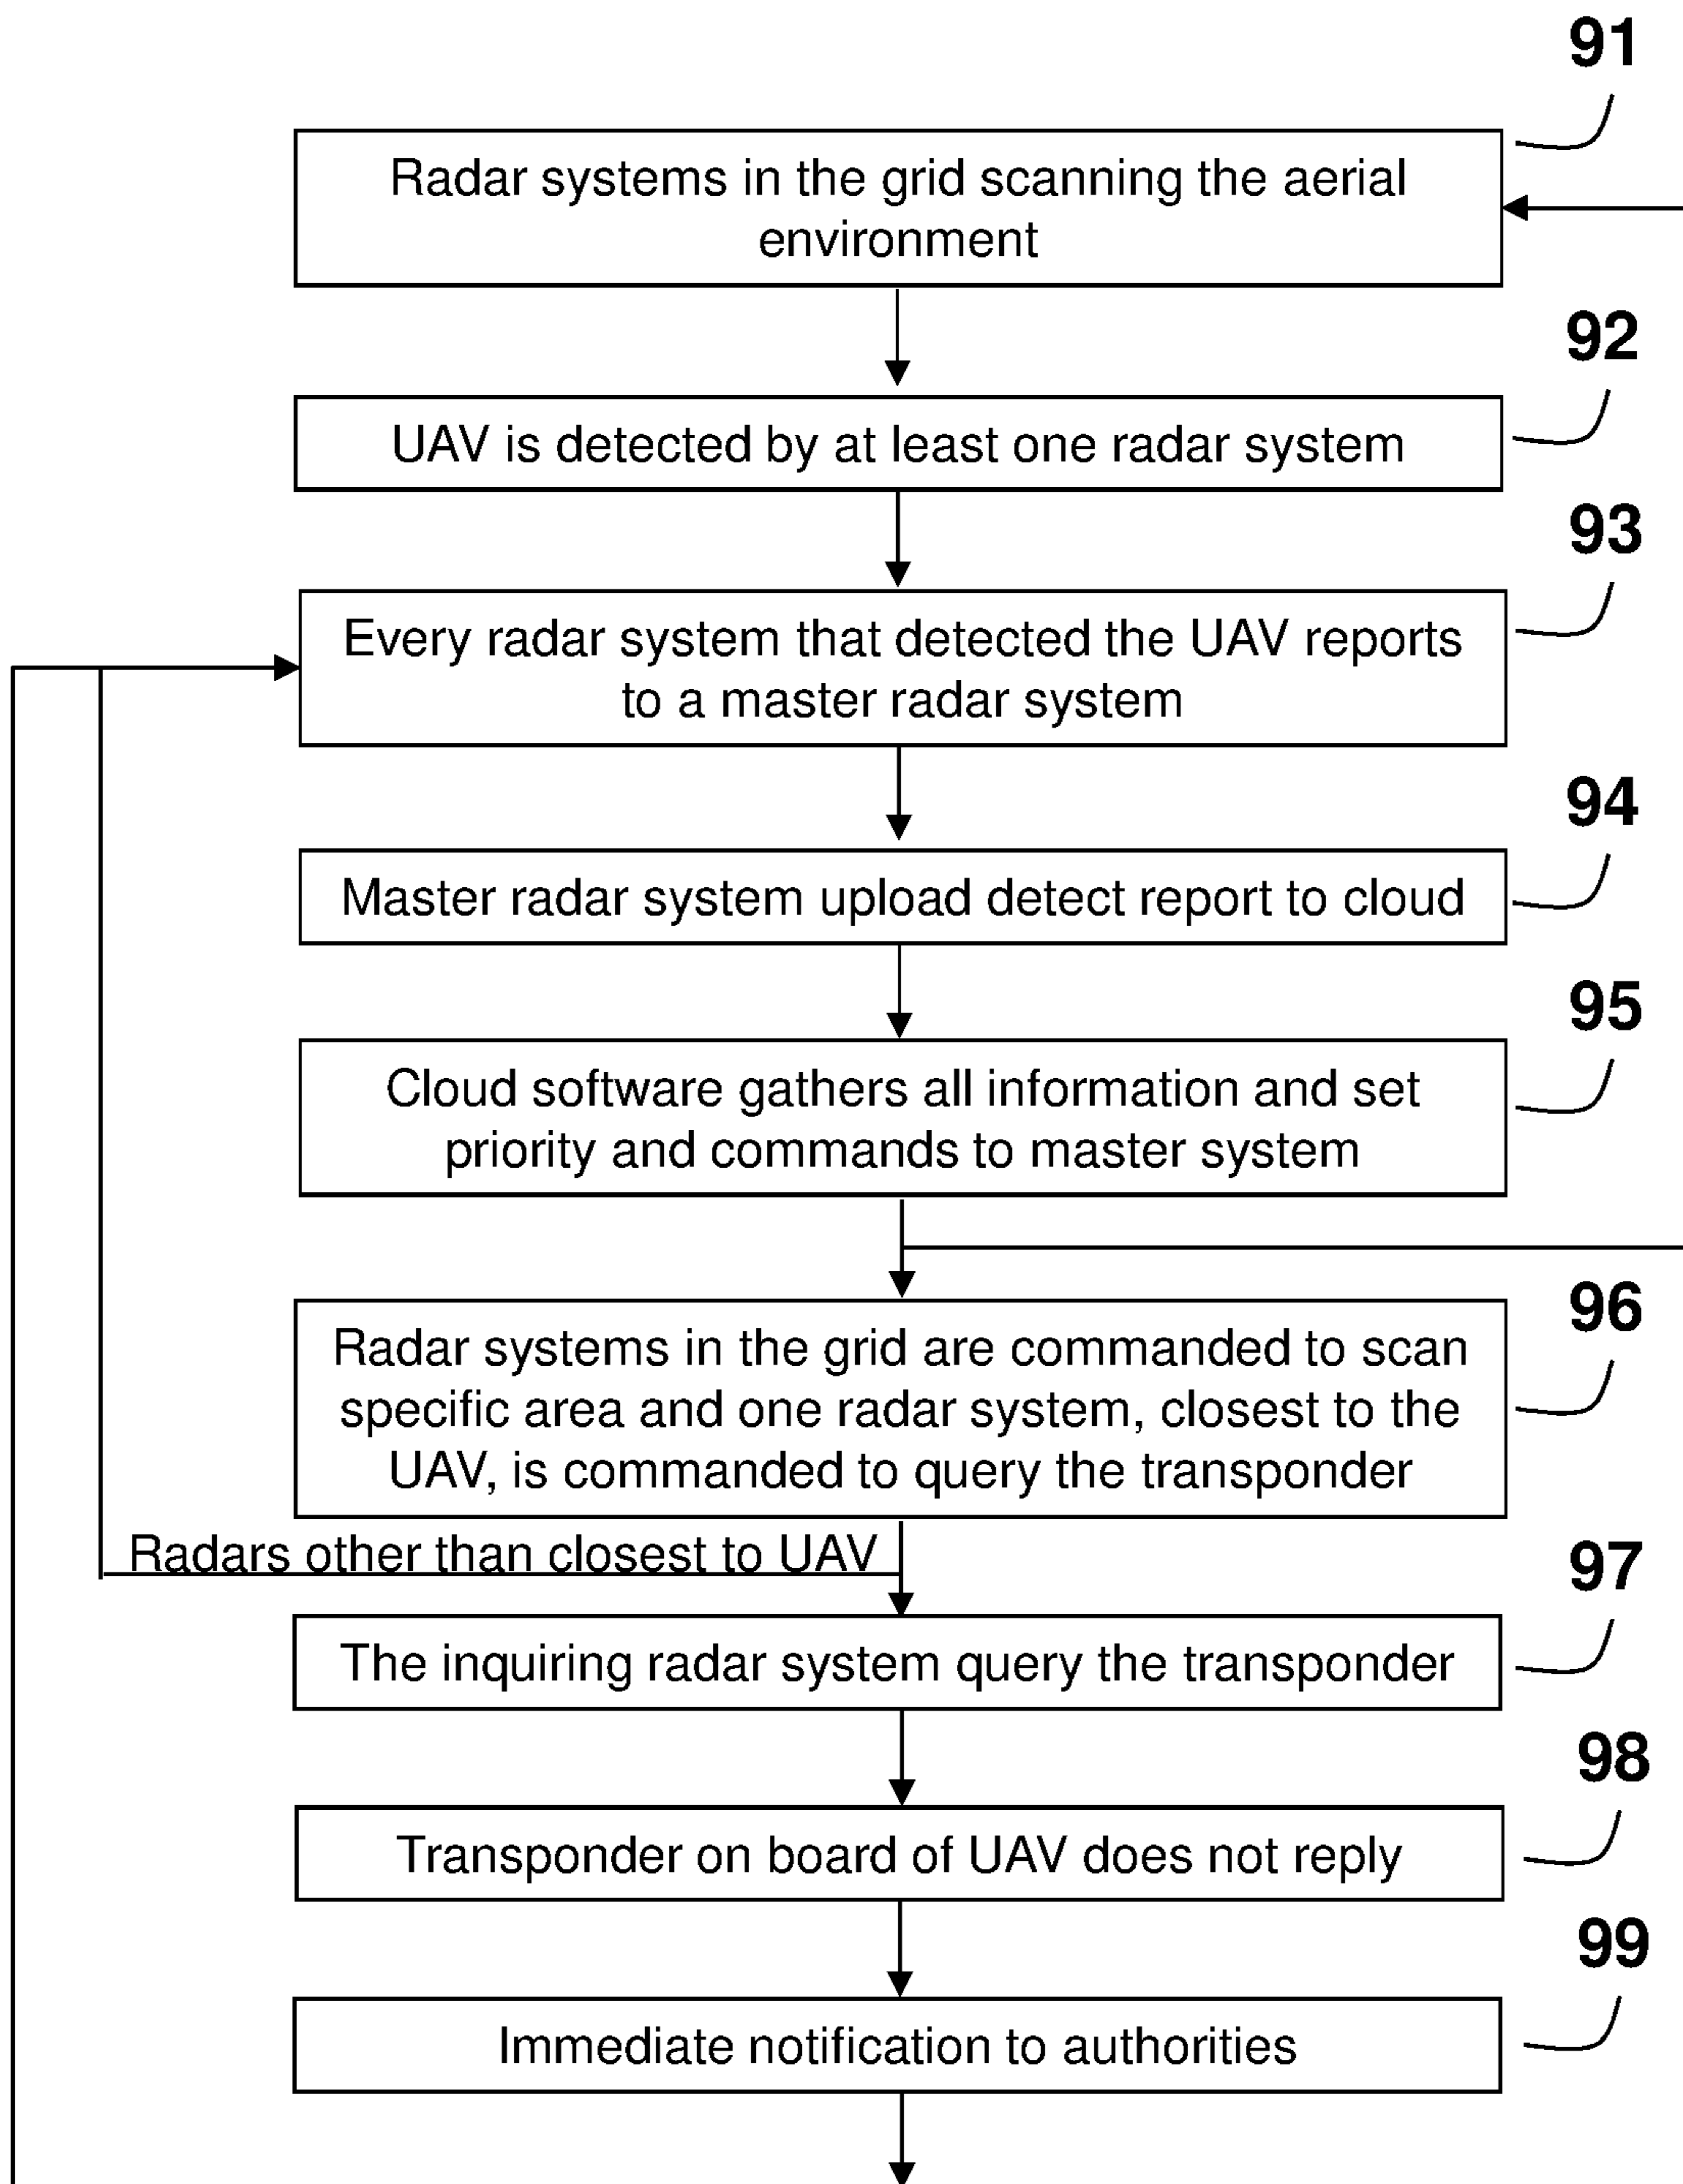 91
Radar systems in the grid scanning the aerial
environment
92
UAV is detected by at least one radar system
93
Every radar system that detected the UAV reports
to a master radar system
94
Master radar system upload detect report to cloud
95
Cloud software gathers all information and set
priority and commands to master system
96
Radar systems in the grid are commanded to scan
specific area and one radar system, closest to the
UAV, is commanded to query the transponder
Radars other than closest to UAV
97
The inquiring radar system query the transponder
98
Transponder on board of UAV does not reply
99
Immediate notification to authorities